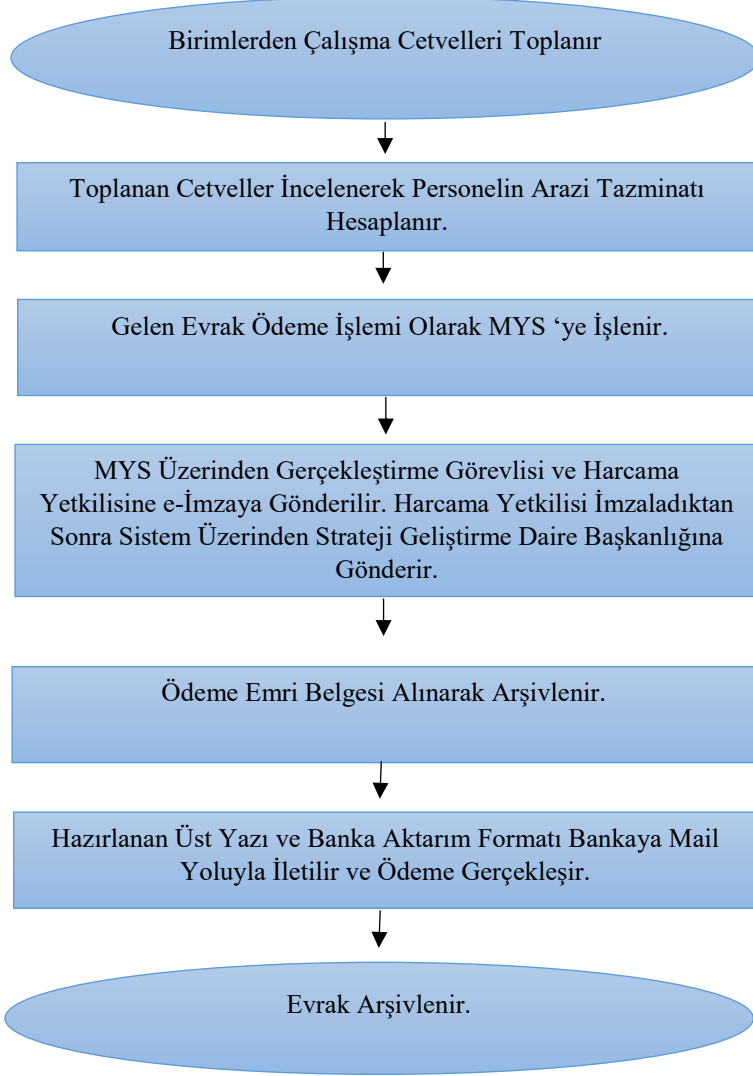 Birimlerden Çalışma Cetvelleri Toplanır
Toplanan Cetveller İncelenerek Personelin Arazi Tazminatı
Hesaplanır.
Gelen Evrak Ödeme İşlemi Olarak MYS ‘ye İşlenir.
MYS Üzerinden Gerçekleştirme Görevlisi ve Harcama
Yetkilisine e-İmzaya Gönderilir. Harcama Yetkilisi İmzaladıktan
Sonra Sistem Üzerinden Strateji Geliştirme Daire Başkanlığına
Gönderir.
Ödeme Emri Belgesi Alınarak Arşivlenir.
Hazırlanan Üst Yazı ve Banka Aktarım Formatı Bankaya Mail
Yoluyla İletilir ve Ödeme Gerçekleşir.
Evrak Arşivlenir.